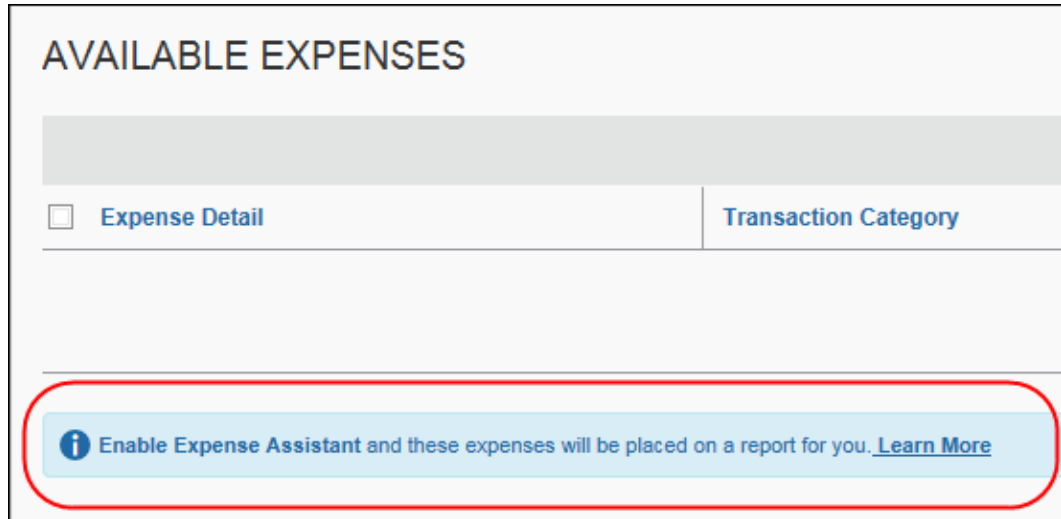 AVAILABLE EXPENSES
Expense Detail
Transaction Category
Enable Expense Assistant and these expenses will be placed on a report for you. Learn More